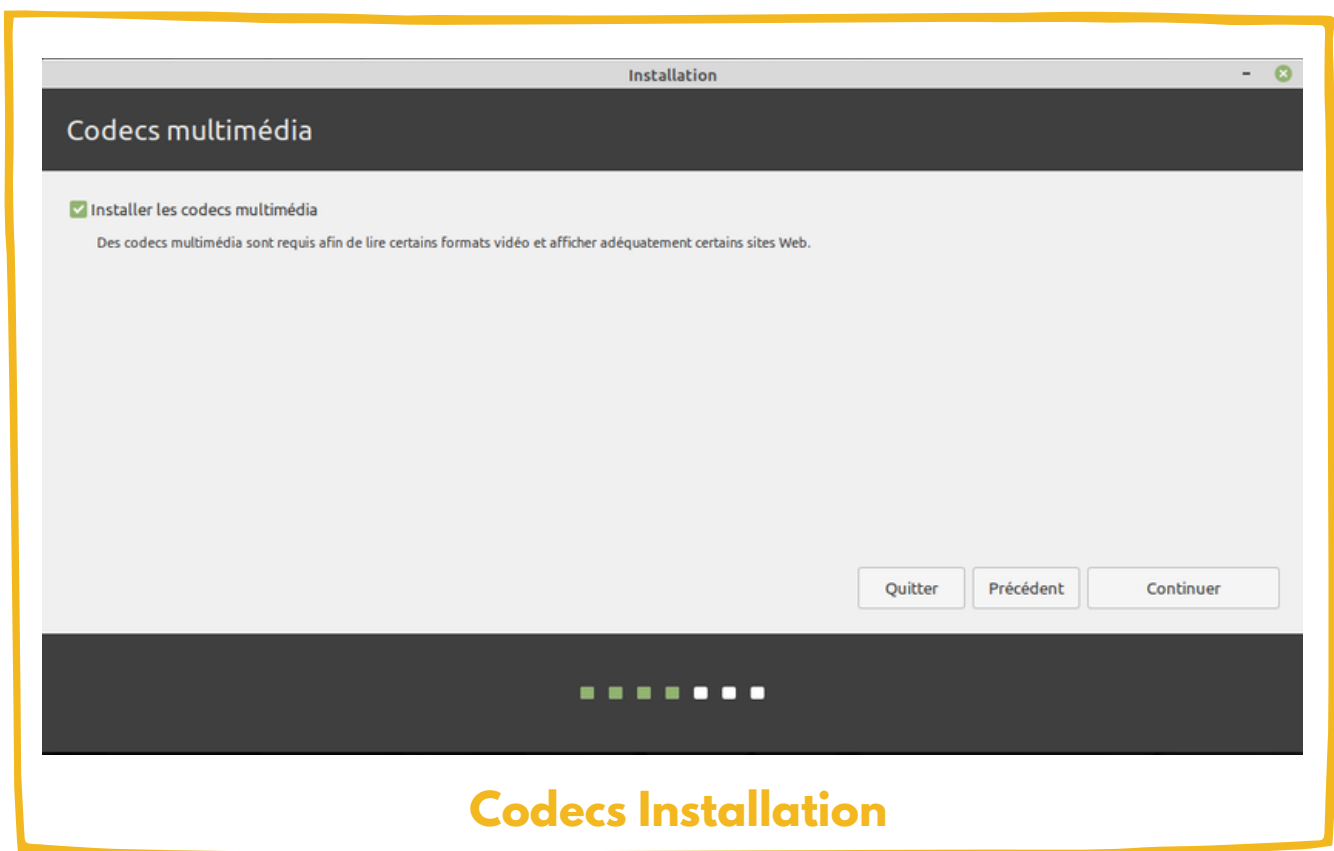 Installation
Codecs multimédia
Installer les codecs multimédia
Des codecs multimédia sont requis afin de lire certains formats vidéo et afficher adéquatement certains sites Web.
Quitter Précédent Continuer
Codecs Installation